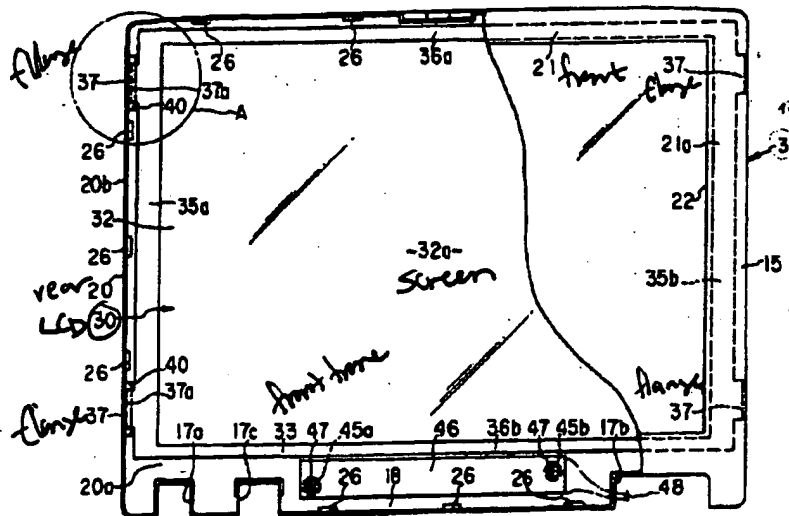 26 26 36a 21 front 37
flange 37 37a 40 A
flange
26 21a 3
20b 22
32 35a
26 -32a- screen 15
rear 20 35b
LCD 30
26 40 front frame flange
flange 37 37a 37
17a 17c 33 47 45a 46 36b 47 45b 17b
20a 26 18 26 26 48